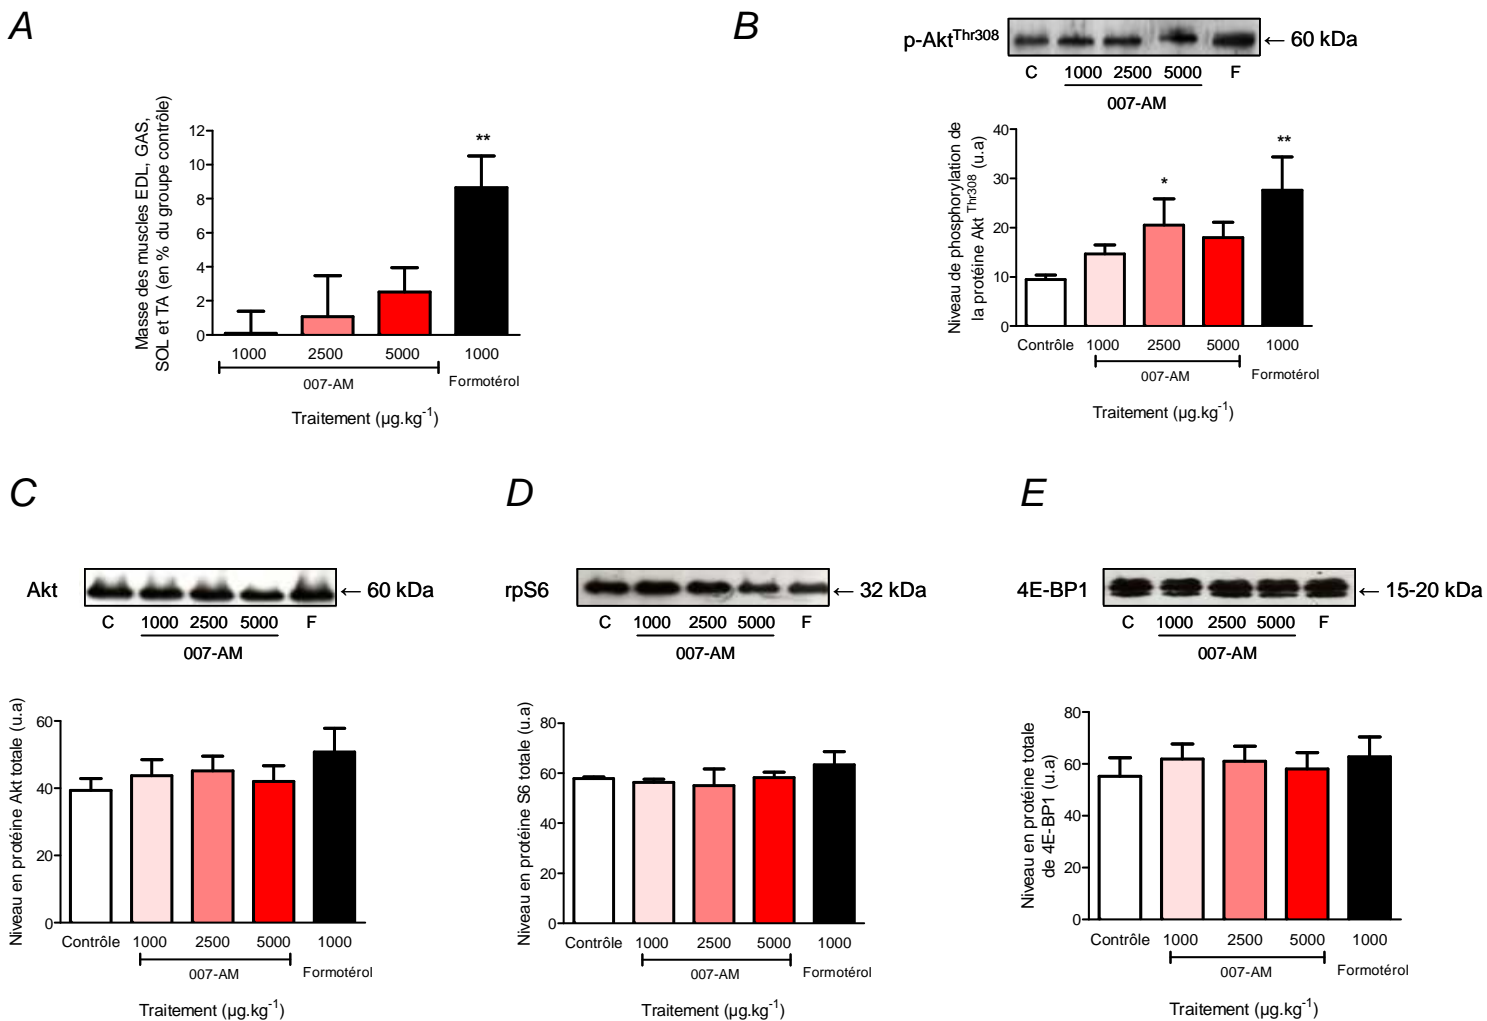 A
Masse des muscles EDL, GAS,
SOL et TA (en % du groupe contrôle)
12
10
8
6
4
2
0
**
1000 2500 5000 1000
007-AM Formotérol
Traitement (µg.kg-1)
B
p-AktThr308 ← 60 kDa
C 1000 2500 5000 F
007-AM
Niveau de phosphorylation de
la protéine Akt Thr308 (u.a)
40
30
20
10
0
* **
Contrôle 1000 2500 5000 1000
007-AM Formotérol
Traitement (µg.kg-1)
C
Akt ← 60 kDa
C 1000 2500 5000 F
007-AM
Niveau en protéine Akt totale (u.a)
60
40
20
0
Contrôle 1000 2500 5000 1000
007-AM Formotérol
Traitement (µg.kg-1)
D
rpS6 ← 32 kDa
C 1000 2500 5000 F
007-AM
Niveau en protéine S6 totale (u.a)
80
60
40
20
0
Contrôle 1000 2500 5000 1000
007-AM Formotérol
Traitement (µg.kg-1)
E
4E-BP1 ← 15-20 kDa
C 1000 2500 5000 F
007-AM
Niveau en protéine totale
de 4E-BP1 (u.a)
80
60
40
20
0
Contrôle 1000 2500 5000 1000
007-AM Formotérol
Traitement (µg.kg-1)